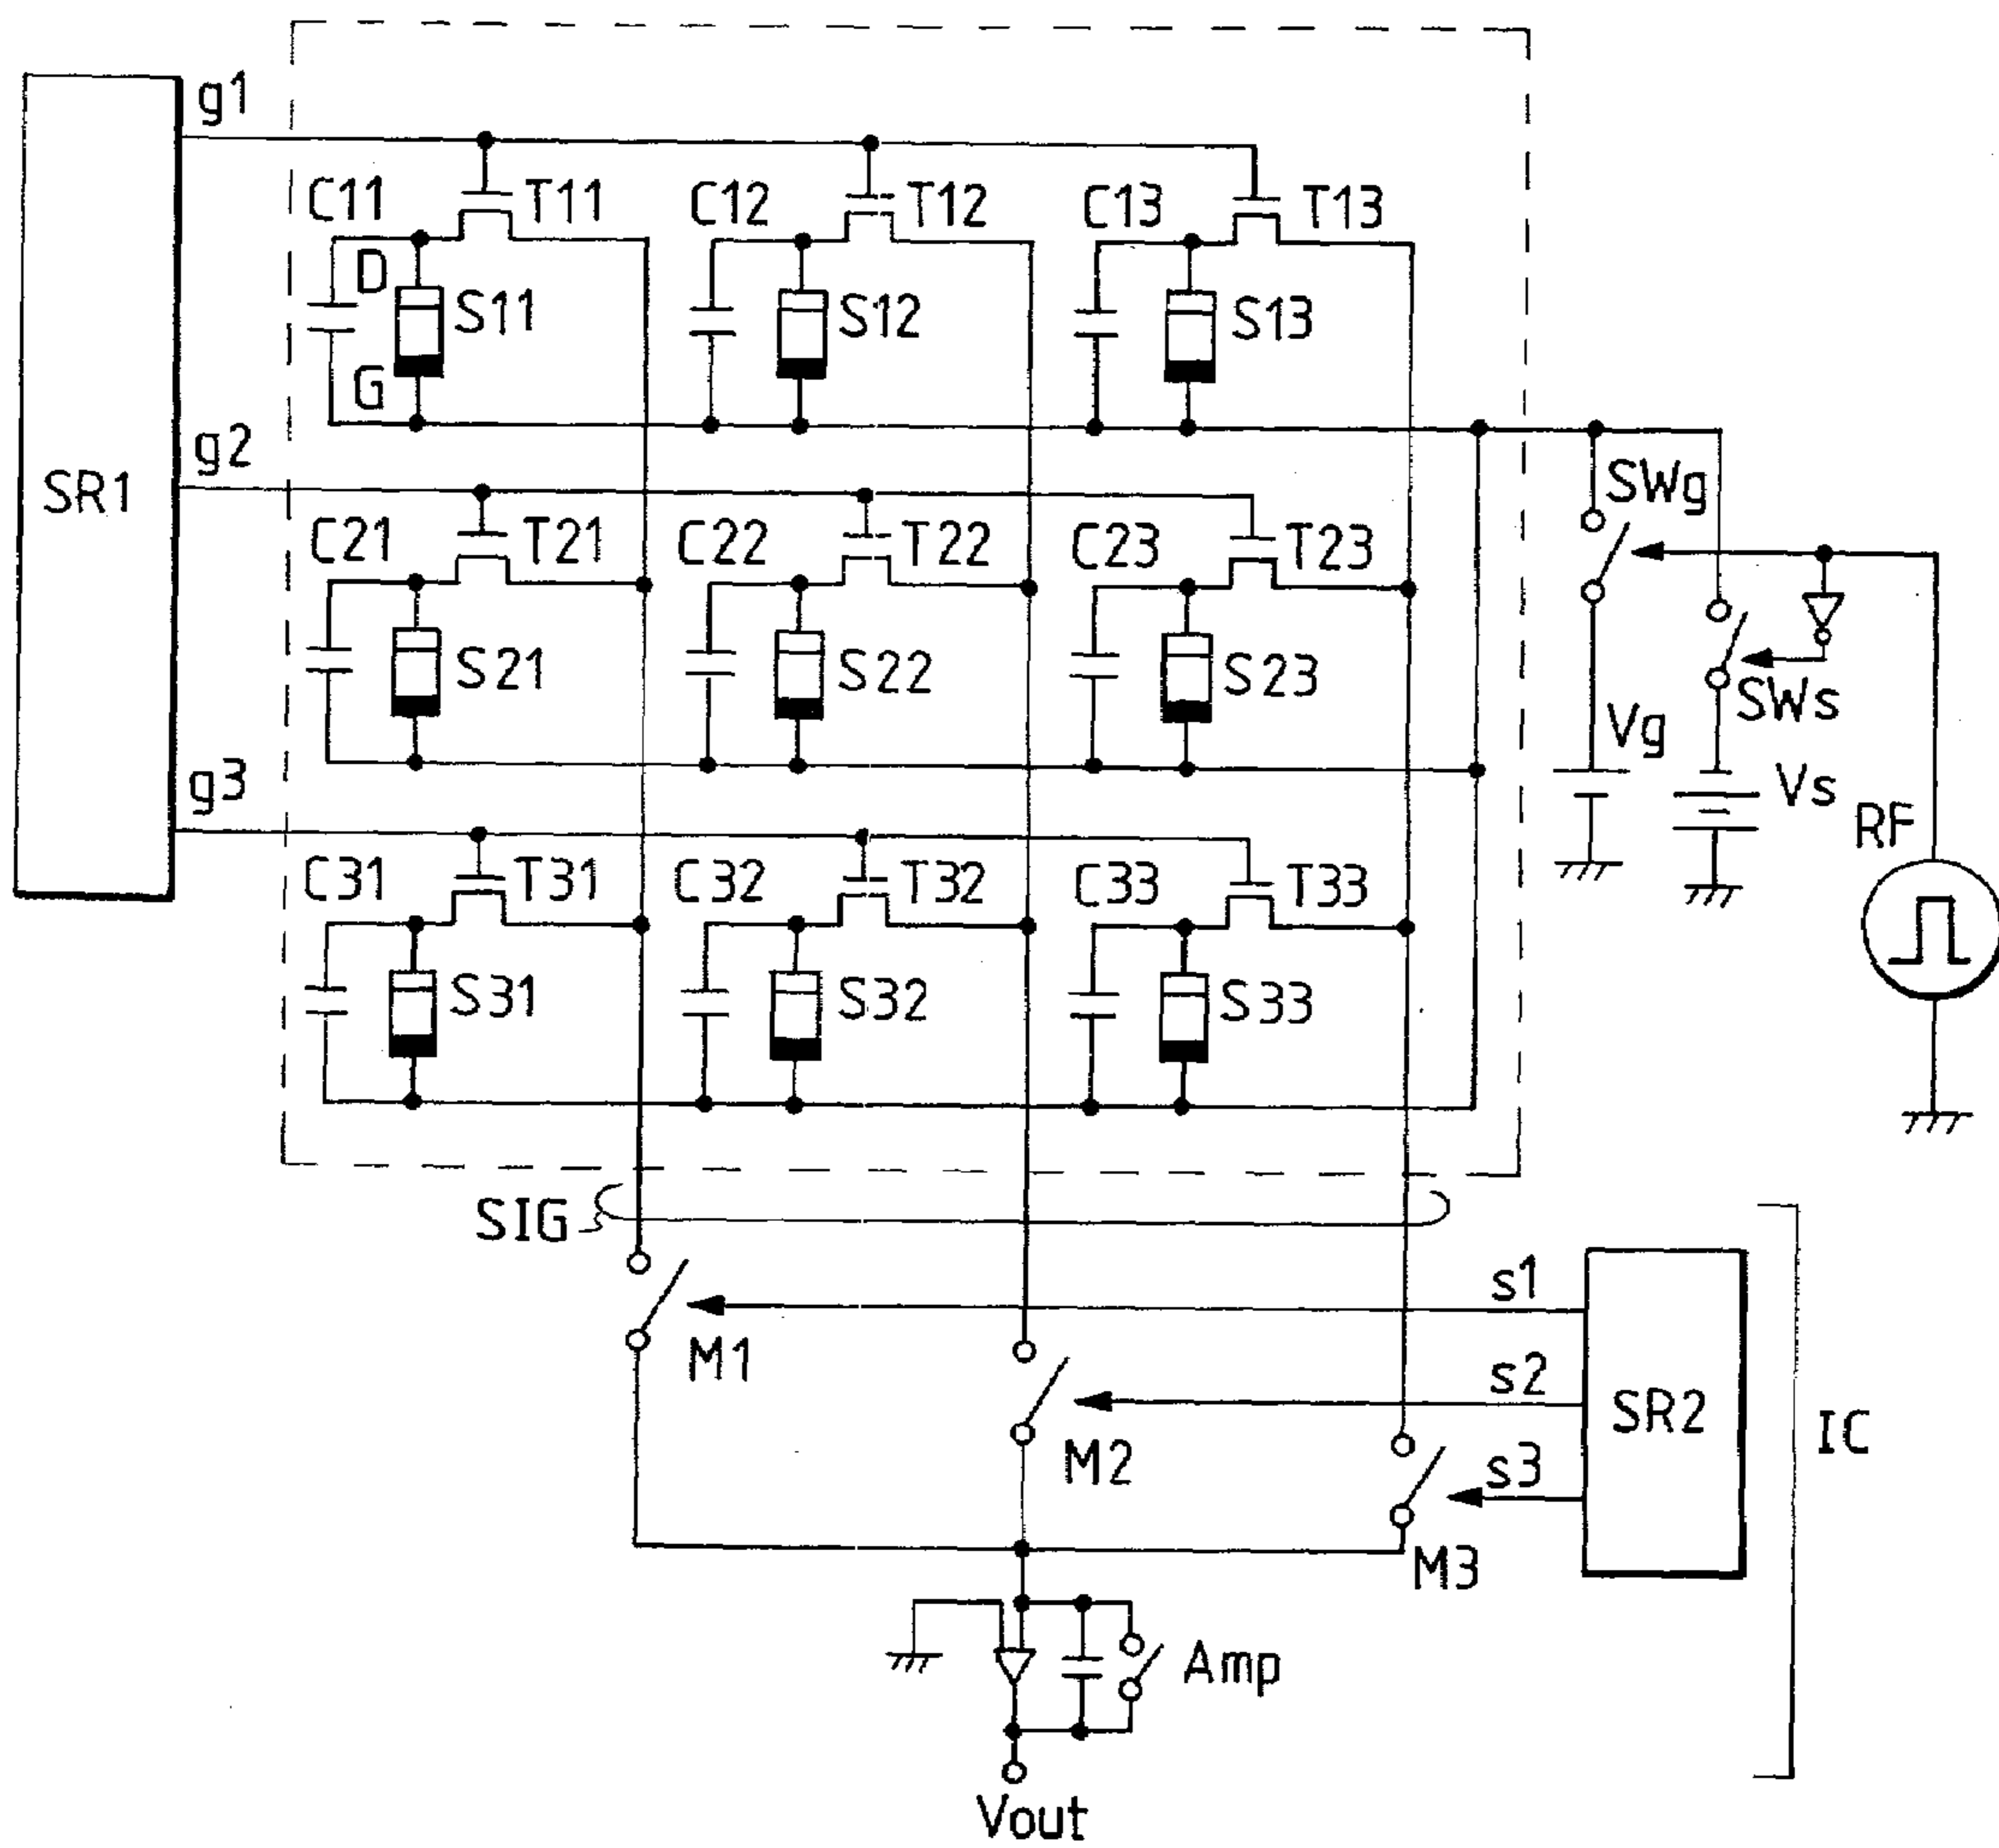 g1
C11 T11 C12 T12 C13 T13
D
S11 S12 S13
G
g2
SR1
SWg
C21 T21 C22 T22 C23 T23
S21 S22 S23
SWs
Vg
g3
Vs
RF
C31 T31 C32 T32 C33 T33
S31 S32 S33
SIG
s1
M1
s2
SR2
IC
M2
s3
M3
Amp
Vout